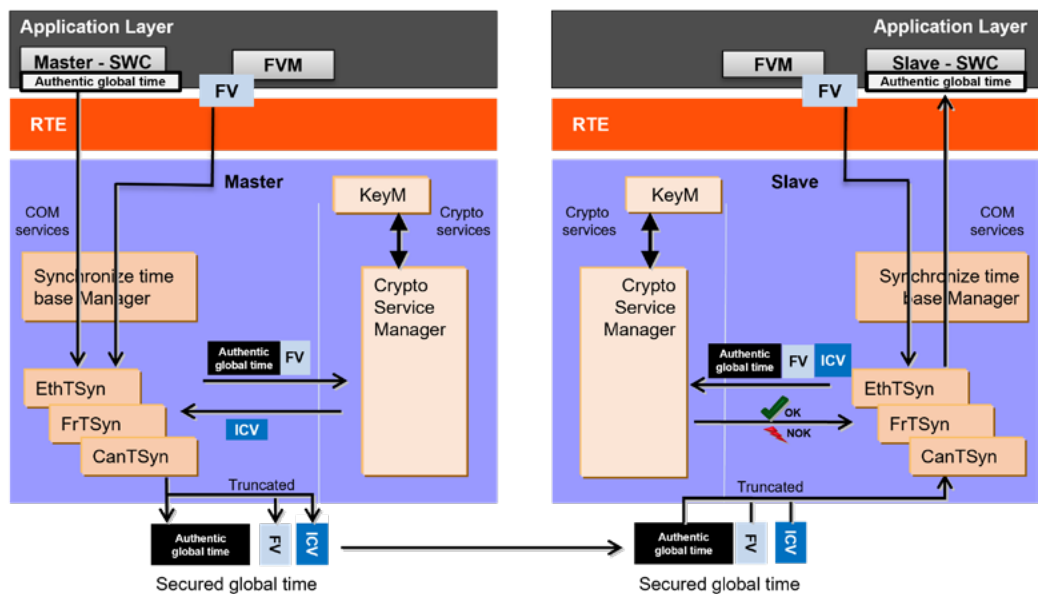 Application Layer
Master - SWC
Authentic global time
FVM
FV
RTE
Master
COM
services
KeyM
Crypto
services
Synchronize time
base Manager
Crypto
Service
Manager
Authentic
global time
FV
EthTSyn
FrTSyn
CanTSyn
ICV
Truncated
Authentic
global time
FV
ICV
Secured global time
Application Layer
FVM
Slave - SWC
Authentic global time
FV
RTE
Slave
Crypto
services
KeyM
COM
services
Crypto
Service
Manager
Synchronize time
base Manager
Authentic
global time
FV
ICV
EthTSyn
FrTSyn
CanTSyn
OK
NOK
Truncated
Authentic
global time
FV
ICV
Secured global time